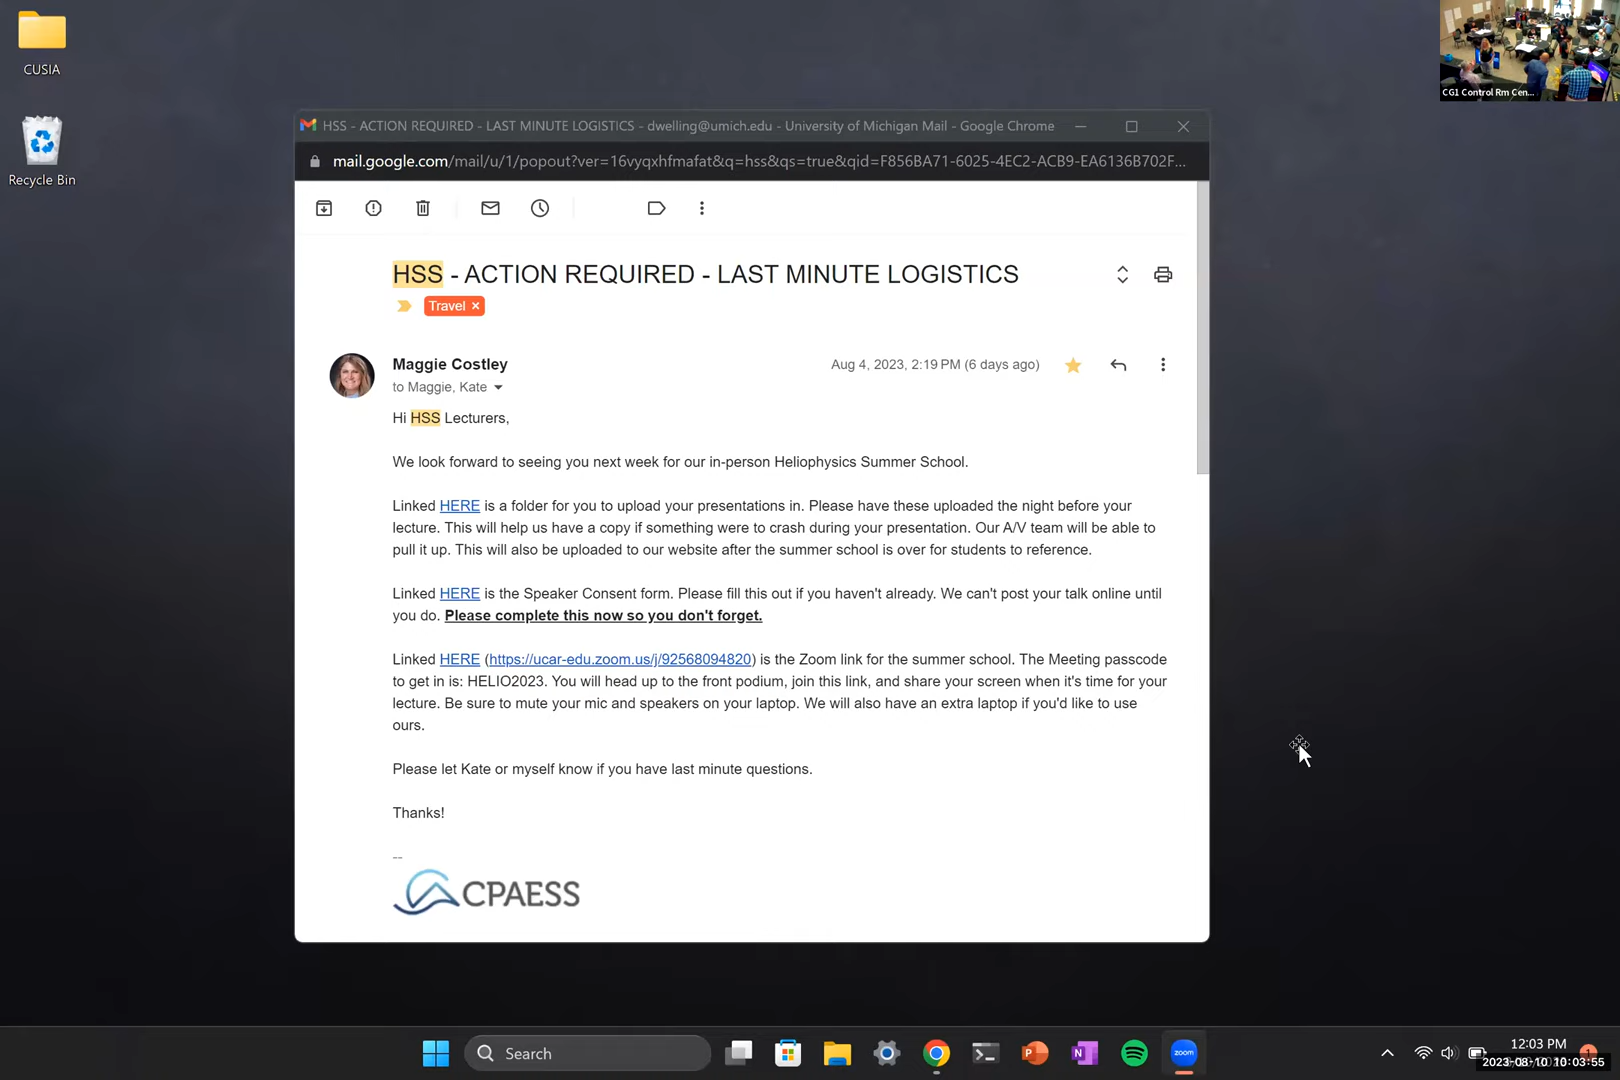 CUSIA
Recycle Bin
CG1 Control Rm Cen...
HSS - ACTION REQUIRED - LAST MINUTE LOGISTICS - dwelling@umich.edu - University of Michigan Mail - Google Chrome
mail.google.com/mail/u/1/popout?ver=16vyqxhfmafat&q=hss&qs=true&qid=F856BA71-6025-4EC2-ACB9-EA6136B702F...
HSS - ACTION REQUIRED - LAST MINUTE LOGISTICS
Travel ×
Maggie Costley
Aug 4, 2023, 2:19 PM (6 days ago)
to Maggie, Kate
Hi HSS Lecturers,
We look forward to seeing you next week for our in-person Heliophysics Summer School.
Linked HERE is a folder for you to upload your presentations in. Please have these uploaded the night before your
lecture. This will help us have a copy if something were to crash during your presentation. Our A/V team will be able to
pull it up. This will also be uploaded to our website after the summer school is over for students to reference.
Linked HERE is the Speaker Consent form. Please fill this out if you haven't already. We can't post your talk online until
you do. Please complete this now so you don't forget.
Linked HERE (https://ucar-edu.zoom.us/j/92568094820) is the Zoom link for the summer school. The Meeting passcode
to get in is: HELIO2023. You will head up to the front podium, join this link, and share your screen when it's time for your
lecture. Be sure to mute your mic and speakers on your laptop. We will also have an extra laptop if you'd like to use
ours.
Please let Kate or myself know if you have last minute questions.
Thanks!
--
CPAESS
Search
zoom
12:03 PM
2023-08-10 10:03:55